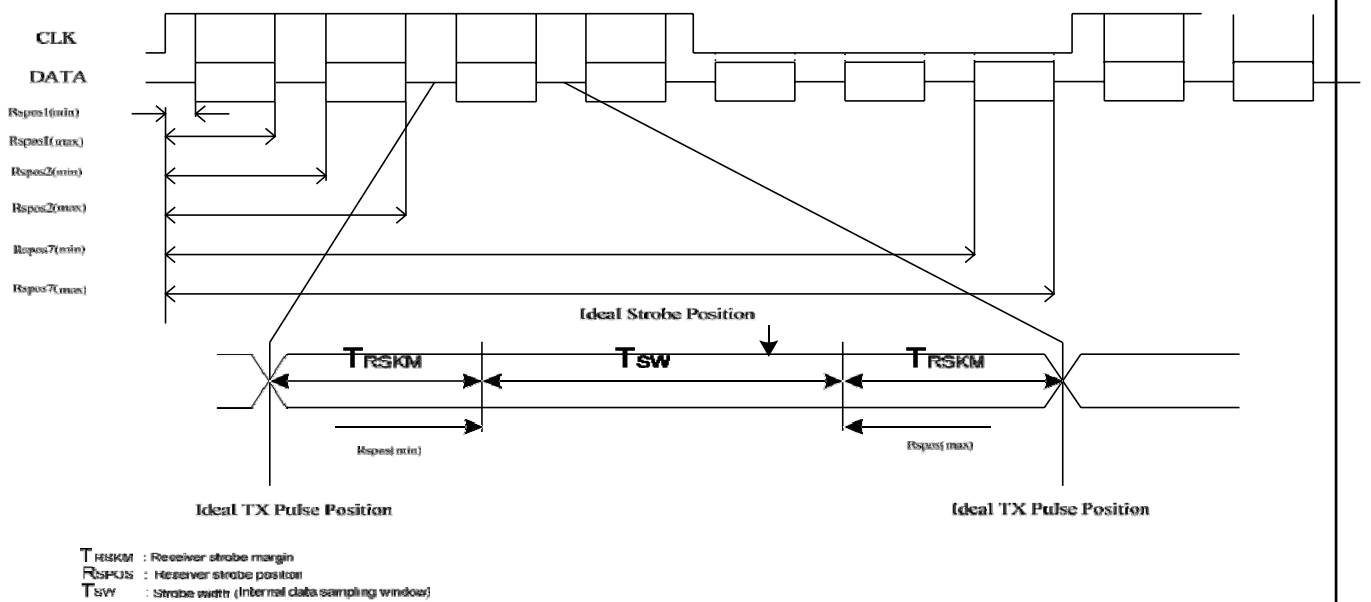 CLK
DATA
Rspos1(min)
Rspos1(max)
Rspos2(min)
Rspos2(max)
Rspos7(min)
Rspos7(max)
Ideal Strobe Position
TRSKM
TSW
TRSKM
Rspos(min)
Rspos(max)
Ideal TX Pulse Position
Ideal TX Pulse Position
TRSKM : Receiver strobe margin
RSPOS : Receiver strobe position
TSW : Strobe width (Internal data sampling window)